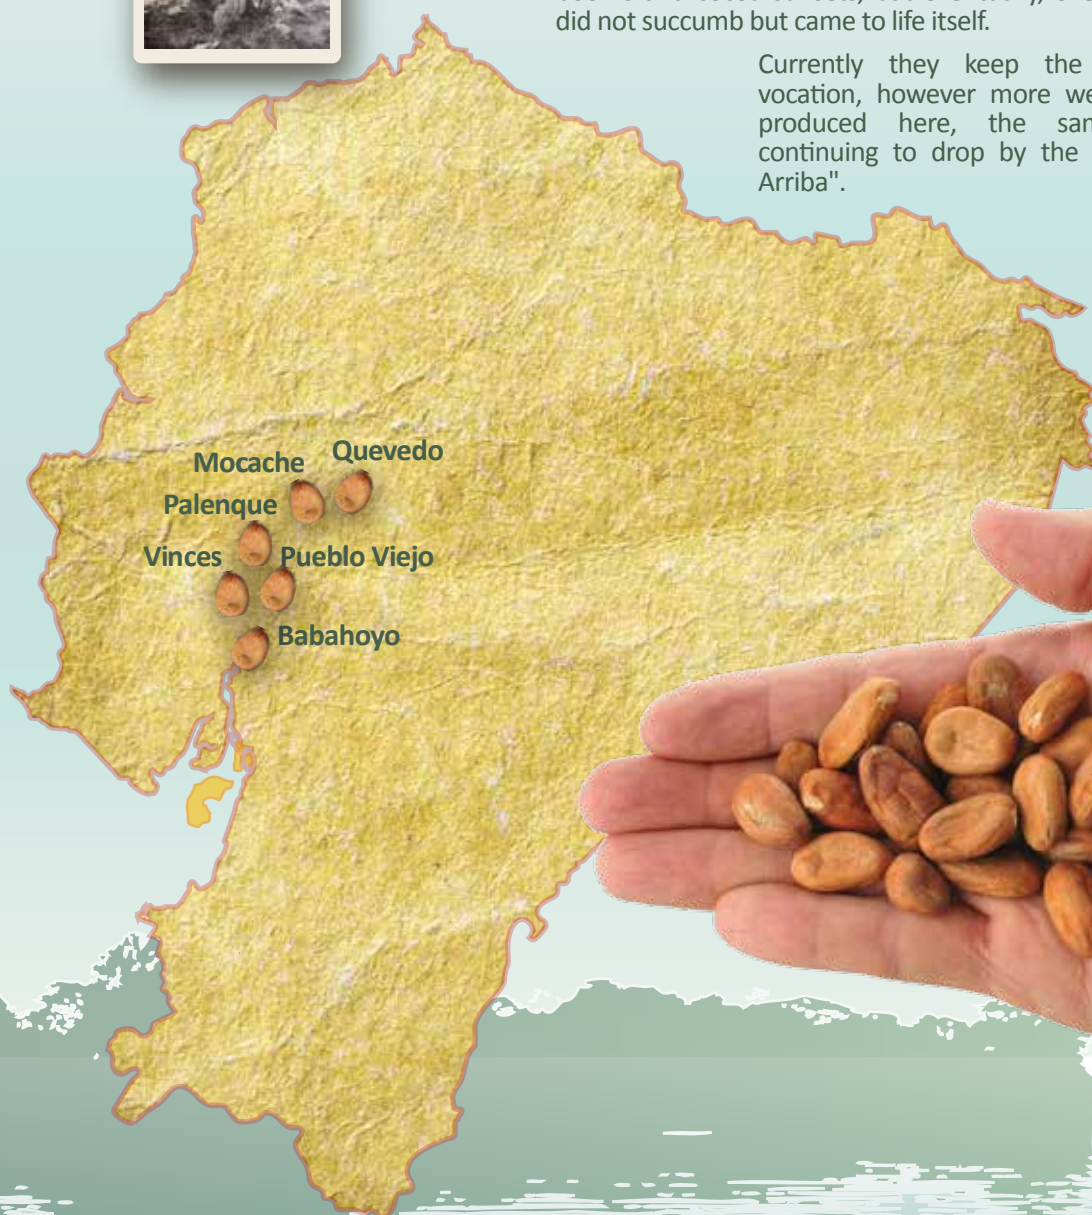 did not succumb but came to life itself.
Currently they keep the
vocation, however more we
produced here, the sam
continuing to drop by the
Arriba".
Quevedo
Mocache
Palenque
Vinces
Pueblo Viejo
Babahoyo